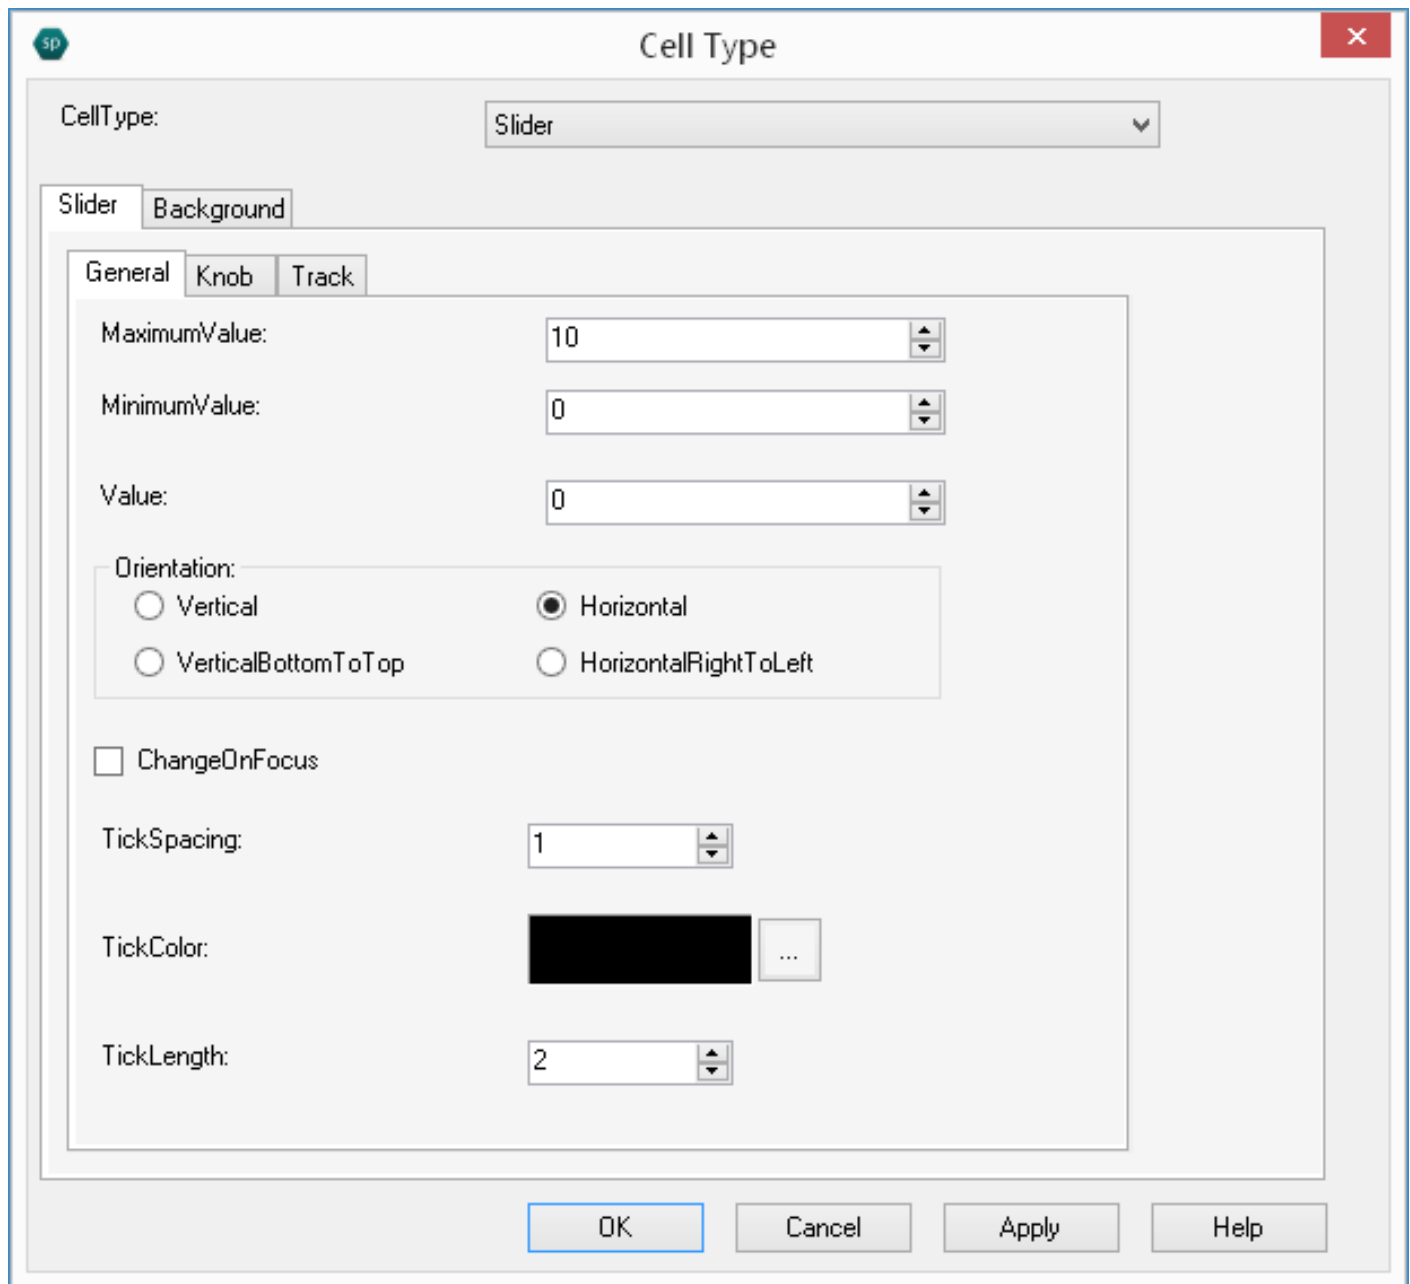 sp
Cell Type
CellType:
Slider
Slider Background
General Knob Track
MaximumValue: 10
MinimumValue: 0
Value: 0
Orientation:
Vertical Horizontal
VerticalBottomToTop HorizontalRightToLeft
ChangeOnFocus
TickSpacing: 1
TickColor: ...
TickLength: 2
OK Cancel Apply Help